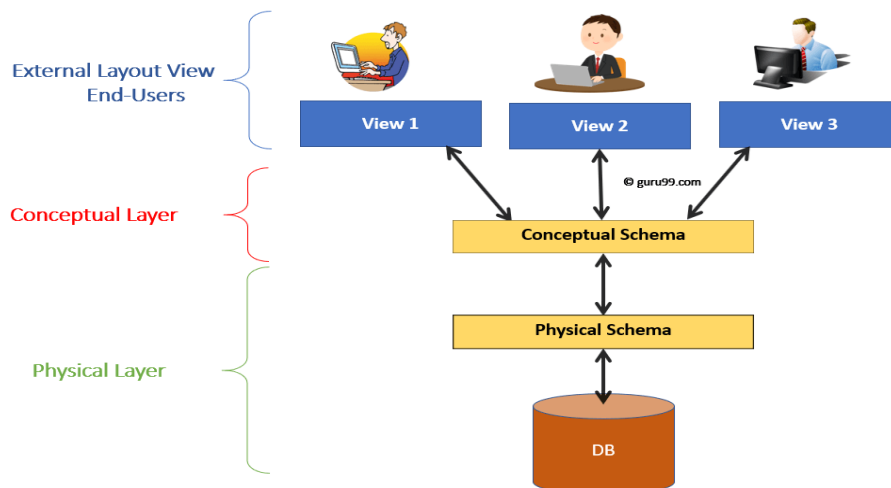 External Layout View
End-Users
View 1
View 2
View 3
© guru99.com
Conceptual Layer
Conceptual Schema
Physical Schema
Physical Layer
DB